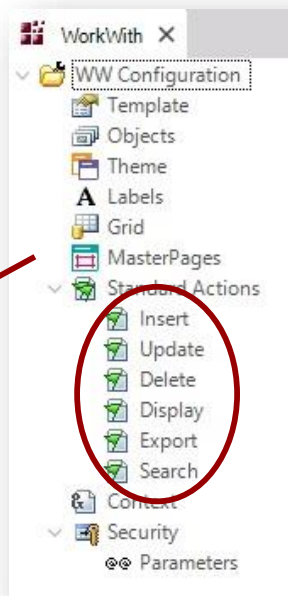 WorkWith
WW Configuration
Template
Objects
Theme
A Labels
Grid
MasterPages
Standard Actions
Insert
Update
Delete
Display
Export
Search
& Context
Security
@@ Parameters